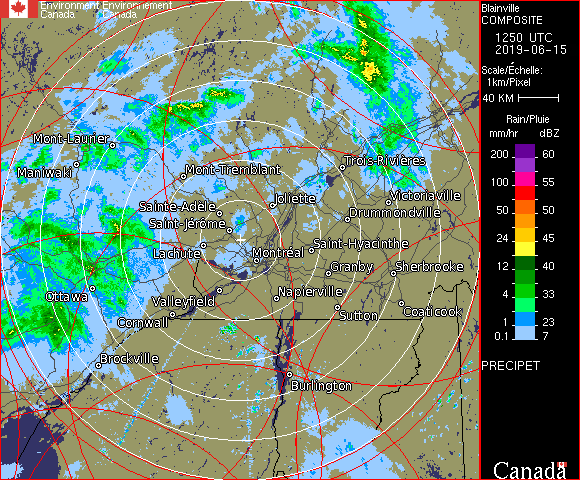 Environment Environnement
Canada Canada
Blainville
COMPOSITE
1250 UTC
2019-06-15
Scale/Échelle:
1km/Pixel
40 KM
Rain/Pluie
mm/hr dBZ
200 60
100 55
50 50
24 45
12 40
4 33
1 23
0.1 7
PRECIPET
Canada
Mont-Laurier
Maniwaki
Mont-Tremblant
Trois-Rivières
Joliette
Victoriaville
Sainte-Adèle
Drummondville
Saint-Jérôme
Lachute
Montréal
Saint-Hyacinthe
Granby
Sherbrooke
Ottawa
Valleyfield
Napierville
Coaticook
Cornwall
Sutton
Brockville
Burlington